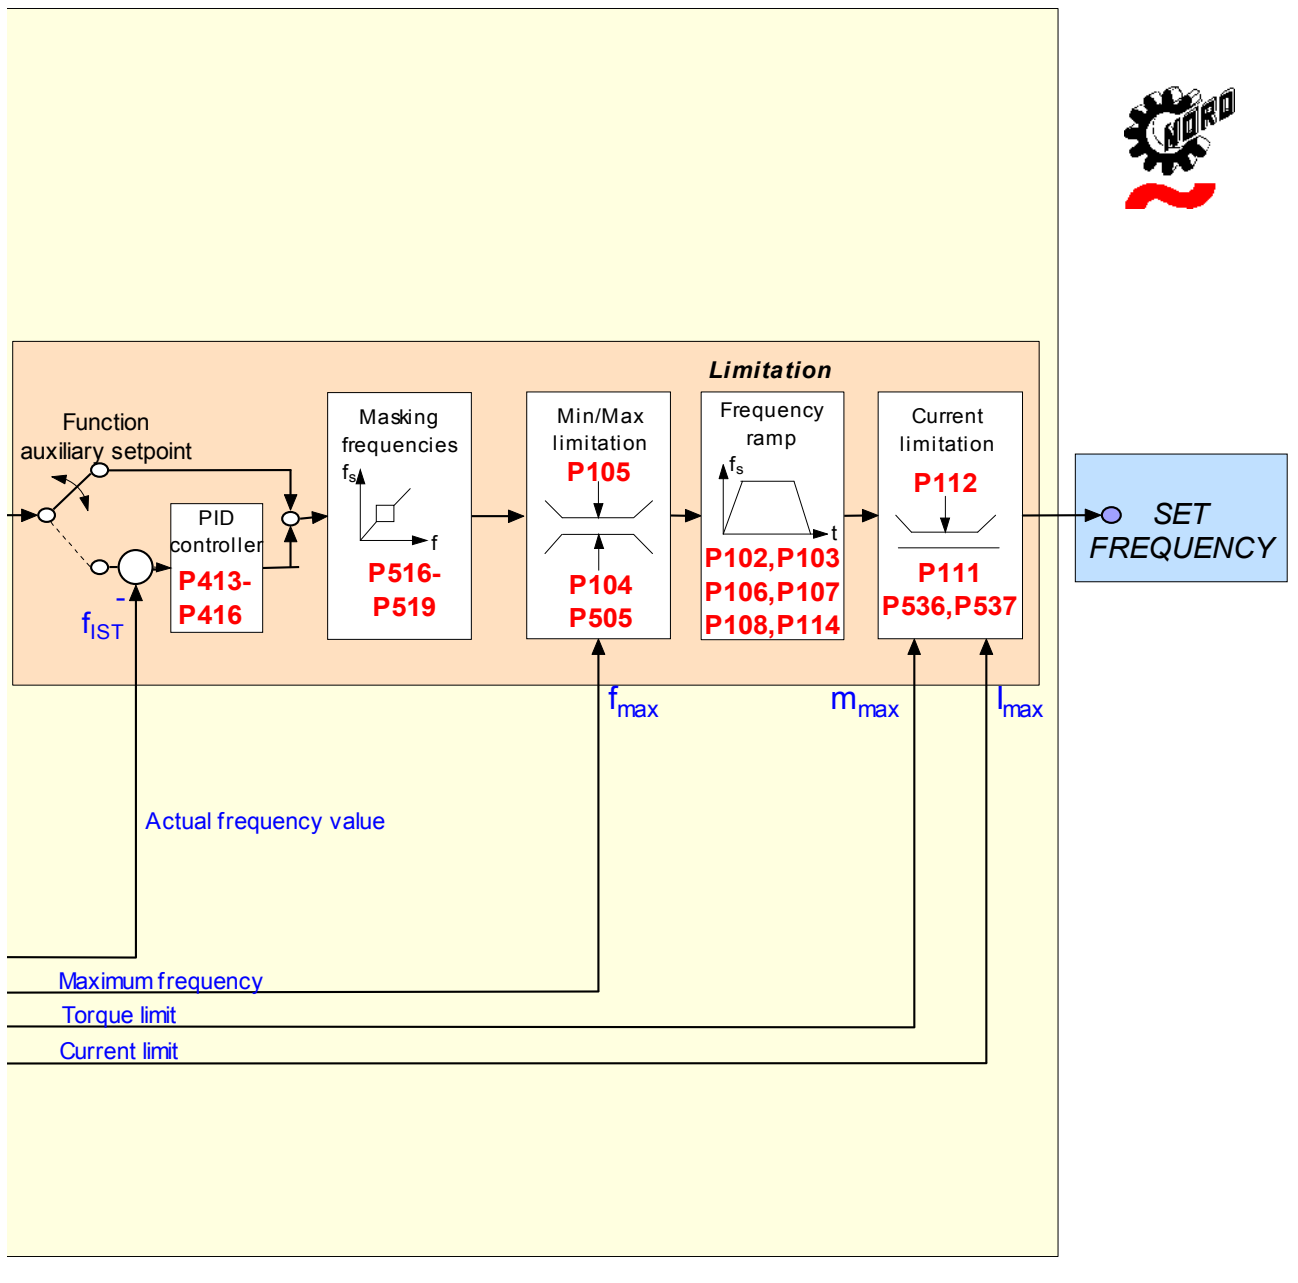 NORD
Limitation
Function
auxiliary setpoint
PID
controller
P413-
P416
-
fIST
Masking
frequencies
fs
f
P516-
P519
Min/Max
limitation
P105
P104
P505
Frequency
ramp
fs
t
P102,P103
P106,P107
P108,P114
Current
limitation
P112
P111
P536,P537
SET
FREQUENCY
fmax
mmax
Imax
Actual frequency value
Maximum frequency
Torque limit
Current limit